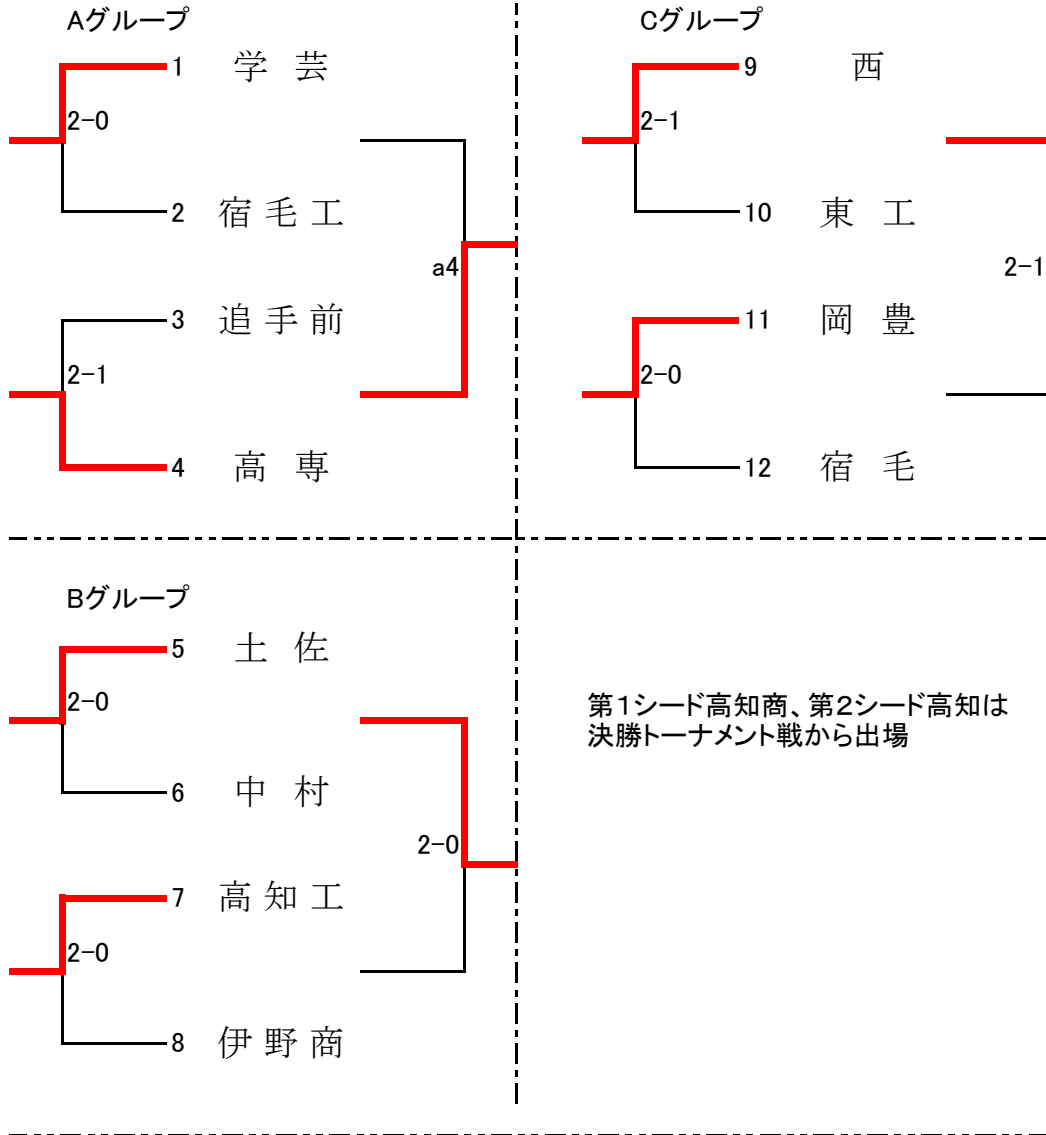 Aグループ
1 学芸
2-0
2 宿毛工
a4
3 追手前
2-1
4 高専
Cグループ
9 西
2-1
10 東工
2-1
11 岡豊
2-0
12 宿毛
Bグループ
5 土佐
2-0
6 中村
2-0
7 高知工
2-0
8 伊野商
第1シード高知商、第2シード高知は
決勝トーナメント戦から出場